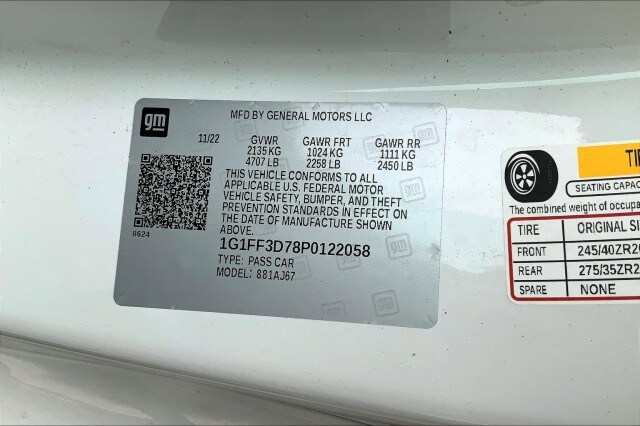 gm
MFD BY GENERAL MOTORS LLC
11/22 GVWR GAWR FRT GAWR RR
2135 KG 1024 KG 1111 KG
4707 LB 2258 LB 2450 LB
THIS VEHICLE CONFORMS TO ALL
APPLICABLE U.S. FEDERAL MOTOR
VEHICLE SAFETY, BUMPER, AND THEFT
PREVENTION STANDARDS IN EFFECT ON
THE DATE OF MANUFACTURE SHOWN
ABOVE.
8624
1G1FF3D78P0122058
TYPE: PASS CAR
MODEL: 881AJ67
SEATING CAPAC
The combined weight of occupa
TIRE ORIGINAL SI
FRONT 245/40ZR2
REAR 275/35ZR2
SPARE NONE